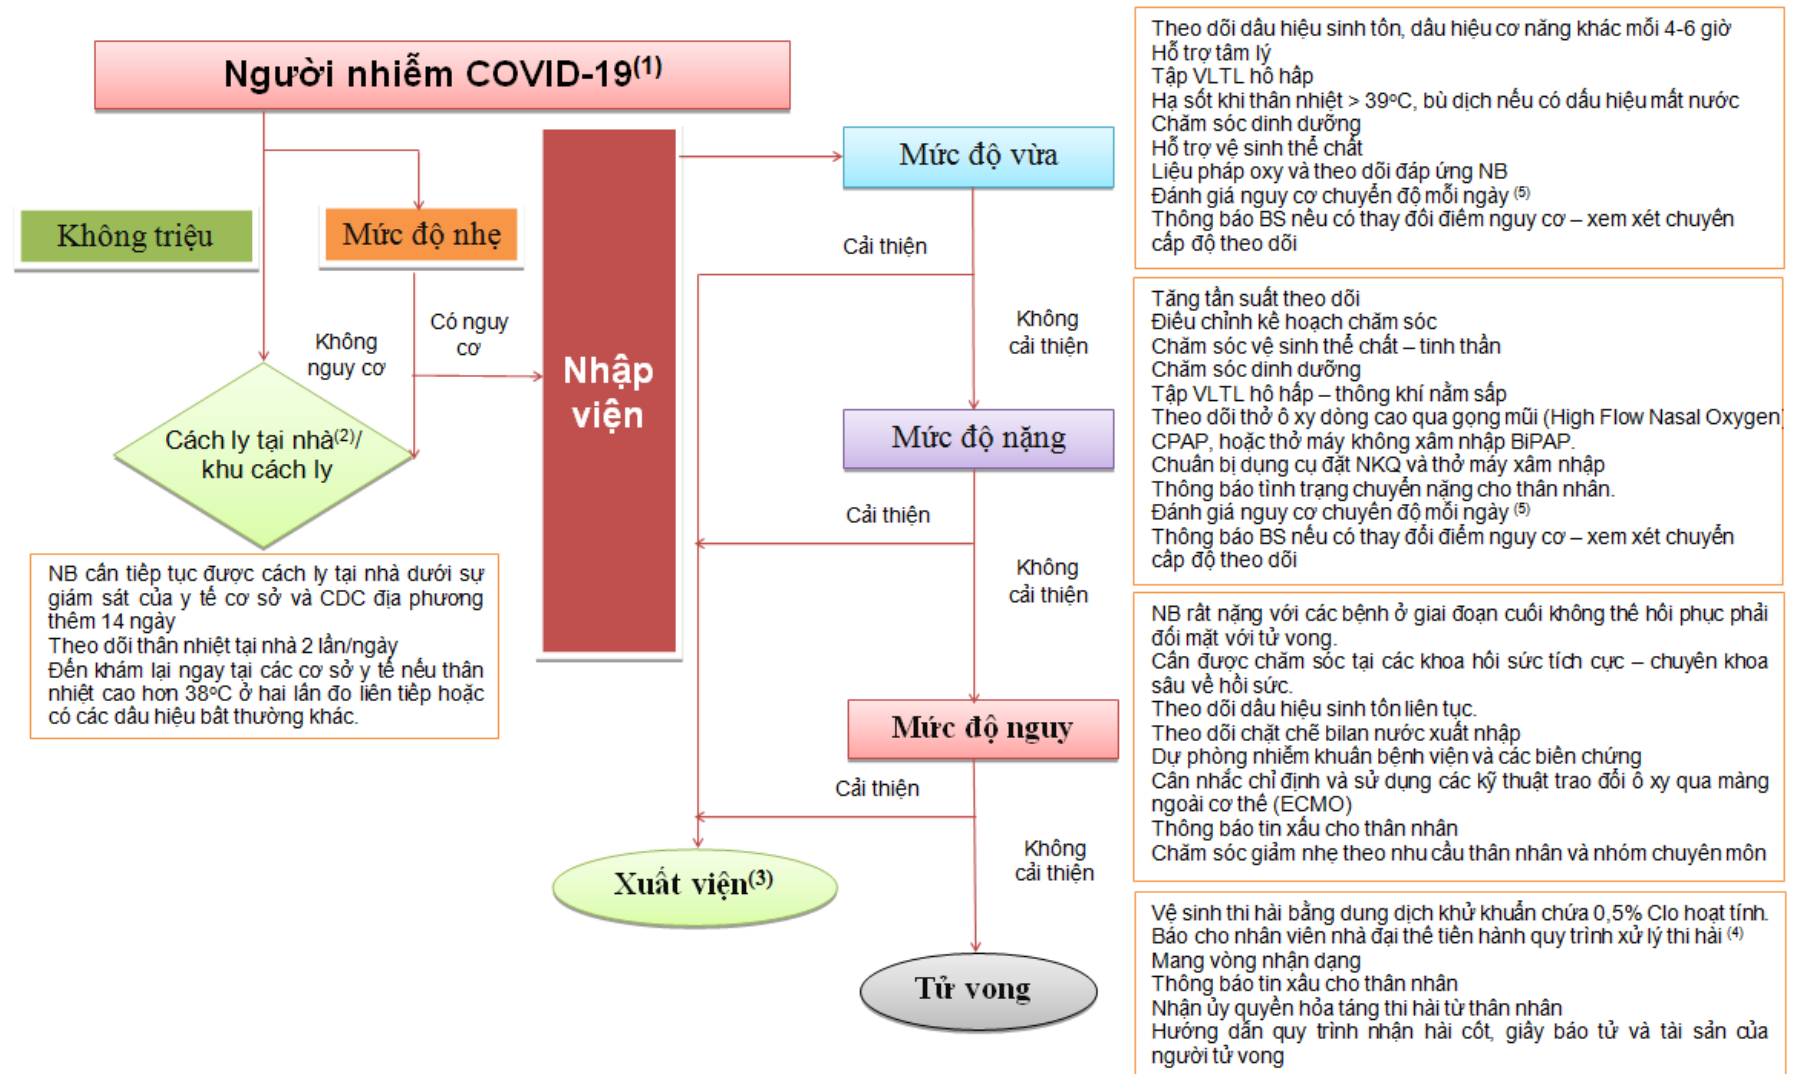 Người nhiễm COVID-19(1)
Không triệu
Mức độ nhẹ
Không
nguy cơ
Có nguy
cơ
Cách ly tại nhà(2)/
khu cách ly
NB cần tiếp tục được cách ly tại nhà dưới sự
giám sát của y tế cơ sở và CDC địa phương
thêm 14 ngày
Theo dõi thân nhiệt tại nhà 2 lần/ngày
Đến khám lại ngay tại các cơ sở y tế nếu thân
nhiệt cao hơn 38oC ở hai lần đo liên tiếp hoặc
có các dấu hiệu bất thường khác.
Nhập
viện
Mức độ vừa
Cải thiện
Không
cải thiện
Mức độ nặng
Cải thiện
Không
cải thiện
Mức độ nguy
Cải thiện
Không
cải thiện
Xuất viện(3)
Tử vong
Theo dõi dấu hiệu sinh tồn, dấu hiệu cơ năng khác mỗi 4-6 giờ
Hỗ trợ tâm lý
Tập VLTL hô hấp
Hạ sốt khi thân nhiệt > 39oC, bù dịch nếu có dấu hiệu mất nước
Chăm sóc dinh dưỡng
Hỗ trợ vệ sinh thể chất
Liệu pháp oxy và theo dõi đáp ứng NB
Đánh giá nguy cơ chuyển độ mỗi ngày (5)
Thông báo BS nếu có thay đổi điểm nguy cơ – xem xét chuyển
cấp độ theo dõi
Tăng tần suất theo dõi
Điều chỉnh kế hoạch chăm sóc
Chăm sóc vệ sinh thể chất – tinh thần
Chăm sóc dinh dưỡng
Tập VLTL hô hấp – thông khí nằm sấp
Theo dõi thở ô xy dòng cao qua gọng mũi (High Flow Nasal Oxygen)
CPAP, hoặc thở máy không xâm nhập BiPAP.
Chuẩn bị dụng cụ đặt NKQ và thở máy xâm nhập
Thông báo tình trạng chuyển nặng cho thân nhân.
Đánh giá nguy cơ chuyên độ mỗi ngày (5)
Thông báo BS nếu có thay đổi điểm nguy cơ – xem xét chuyển
cấp độ theo dõi
NB rất nặng với các bệnh ở giai đoạn cuối không thể hồi phục phải
đối mặt với tử vong.
Cần được chăm sóc tại các khoa hồi sức tích cực – chuyên khoa
sâu về hồi sức.
Theo dõi dấu hiệu sinh tồn liên tục.
Theo dõi chặt chẽ bilan nước xuất nhập
Dự phòng nhiễm khuẩn bệnh viện và các biến chứng
Cân nhắc chỉ định và sử dụng các kỹ thuật trao đổi ô xy qua màng
ngoài cơ thể (ECMO)
Thông báo tin xấu cho thân nhân
Chăm sóc giảm nhẹ theo nhu cầu thân nhân và nhóm chuyên môn
Vệ sinh thi hài bằng dung dịch khử khuẩn chứa 0,5% Clo hoạt tính.
Báo cho nhân viên nhà đại thể tiến hành quy trình xử lý thi hài (4)
Mang vòng nhận dạng
Thông báo tin xấu cho thân nhân
Nhận ủy quyền hỏa táng thi hài từ thân nhân
Hướng dẫn quy trình nhận hài cốt, giấy báo tử và tài sản của
người tử vong